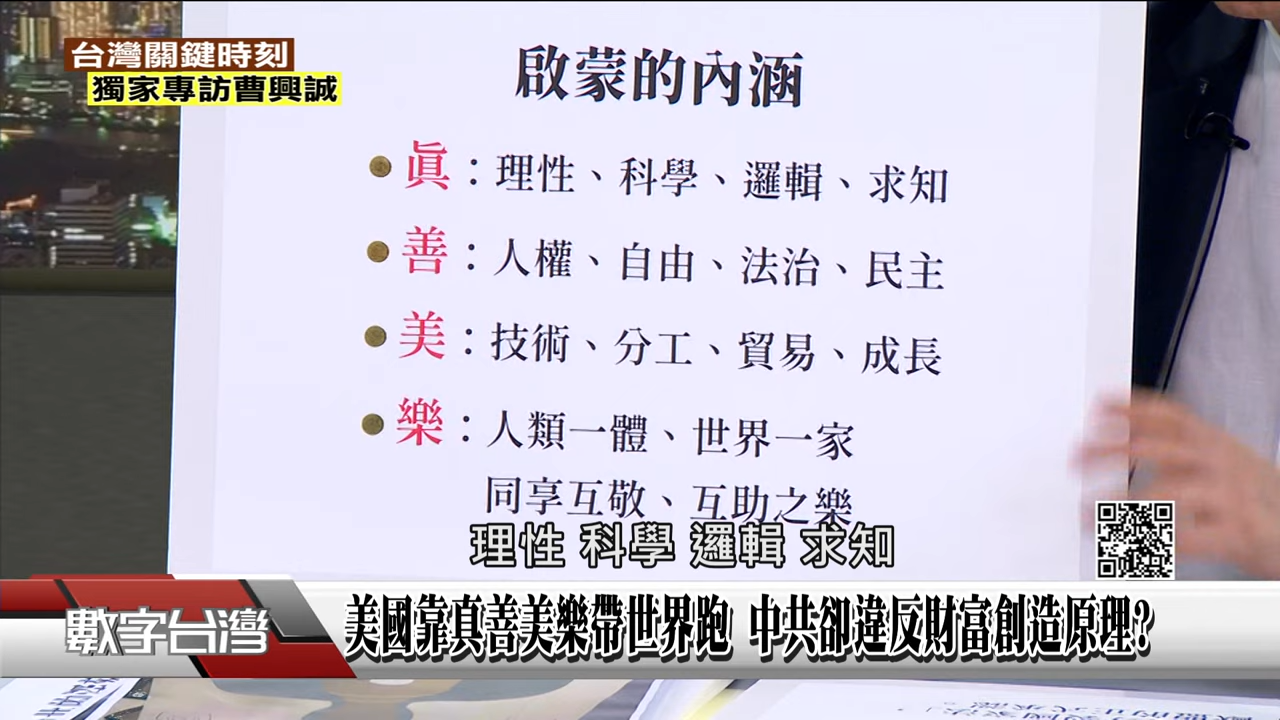 台灣關鍵時刻
獨家專訪曹興誠
啟蒙的內涵
眞：理性、科學、邏輯、求知
善：人權、自由、法治、民主
美：技術、分工、貿易、成長
樂：人類一體、世界一家
同享互敬、互助之樂
理性 科學 邏輯 求知
數字台灣
美國靠真善美樂帶世界跑 中共卻違反財富創造原理?